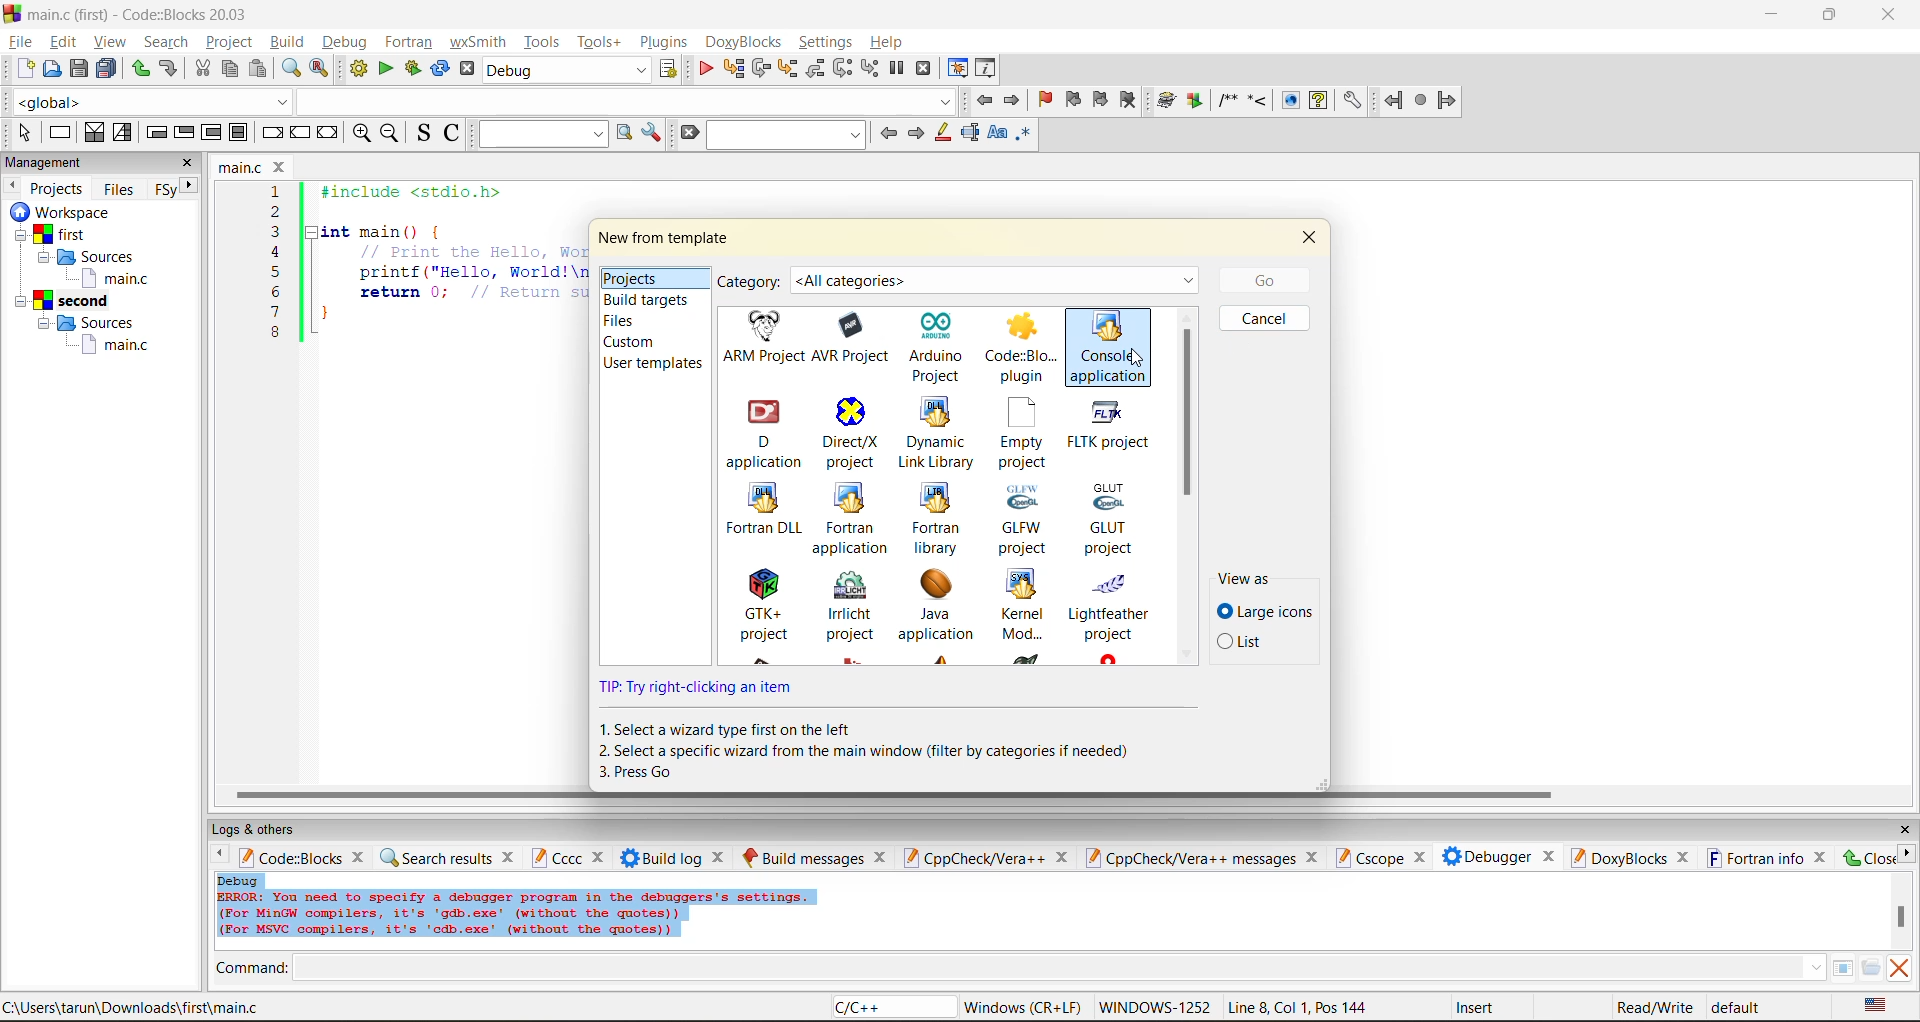 main.c (first) - Code::Blocks 20.03
File Edit View Search Project Build Debug Fortran wxSmith Tools Tools+ Plugins DoxyBlocks Settings Help
Debug
<global>
/** *<
S C
Aa .*
Management
Projects Files FSy
Workspace
first
Sources
main.c
second
Sources
main.c
main.c
1 #include <stdio.h>
2
3 int main() {
4 // Print the Hello, Wor
5 printf("Hello, World!\n
6 return 0; // Return su
7 }
8
New from template
Projects
Build targets
Files
Custom
User templates
Category: <All categories>
Go
Cancel
ARM Project
AVR Project
Arduino Project
Code::Blo... plugin
Console application
D application
Direct/X project
Dynamic Link Library
Empty project
FLTK project
Fortran DLL
Fortran application
Fortran library
GLFW project
GLUT project
GTK+ project
Irrlicht project
Java application
Kernel Mod...
Lightfeather project
View as
Large icons
List
TIP: Try right-clicking an item
1. Select a wizard type first on the left
2. Select a specific wizard from the main window (filter by categories if needed)
3. Press Go
Logs & others
Code::Blocks Search results Cccc Build log Build messages CppCheck/Vera++ CppCheck/Vera++ messages Cscope Debugger DoxyBlocks Fortran info Close
Debug
ERROR: You need to specify a debugger program in the debuggers's settings.
(For MinGW compilers, it's 'gdb.exe' (without the quotes))
(For MSVC compilers, it's 'cdb.exe' (without the quotes))
Command:
C:\Users\tarun\Downloads\first\main.c C/C++ Windows (CR+LF) WINDOWS-1252 Line 8, Col 1, Pos 144 Insert Read/Write default